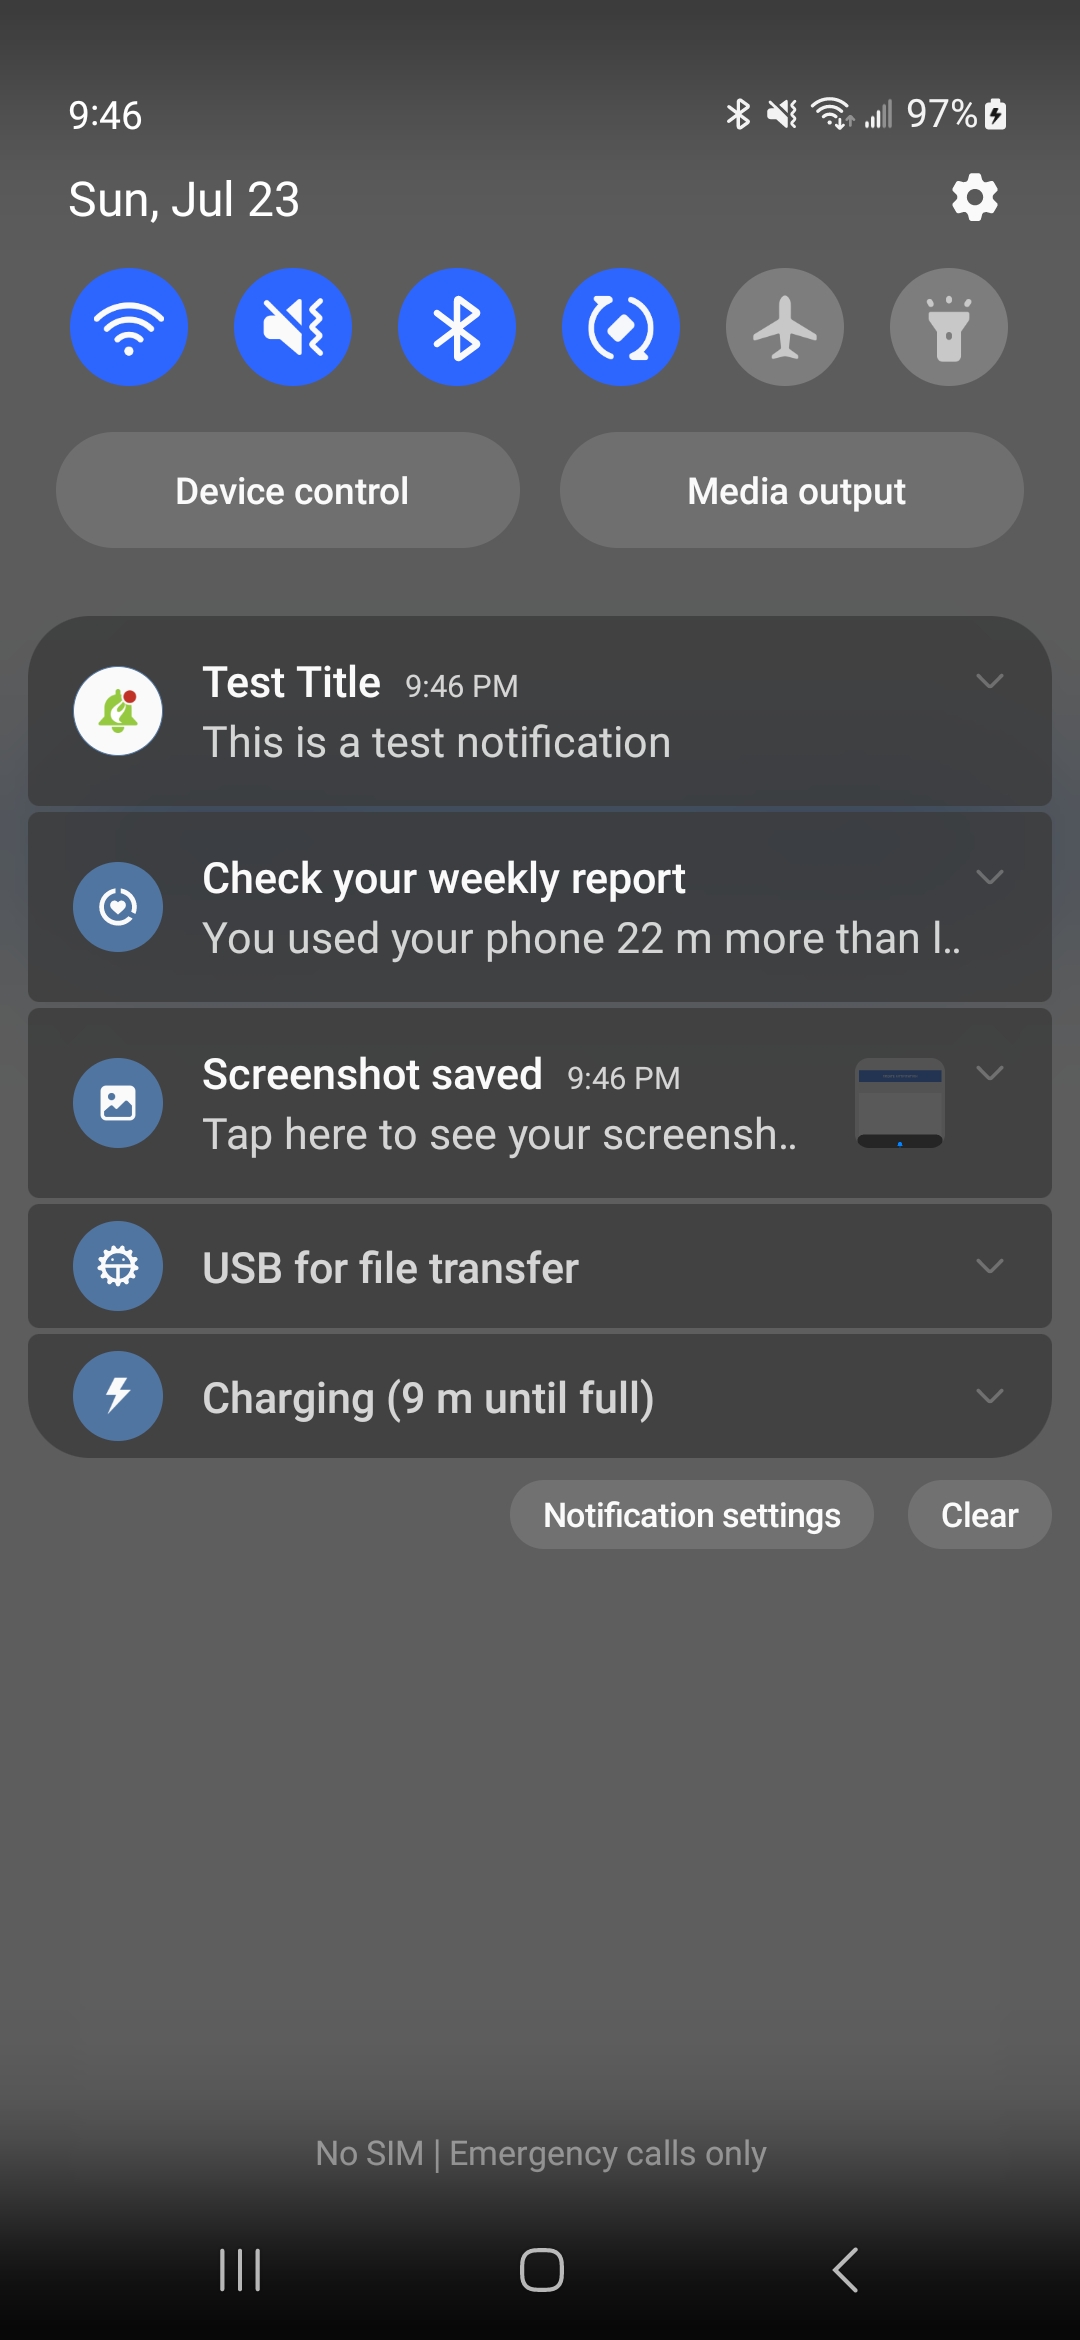 9:46
97%
Sun, Jul 23
Device control
Media output
Test Title 9:46 PM
This is a test notification
Check your weekly report
You used your phone 22 m more than l..
Screenshot saved 9:46 PM
Tap here to see your screensh..
USB for file transfer
Charging (9 m until full)
Notification settings
Clear
No SIM | Emergency calls only